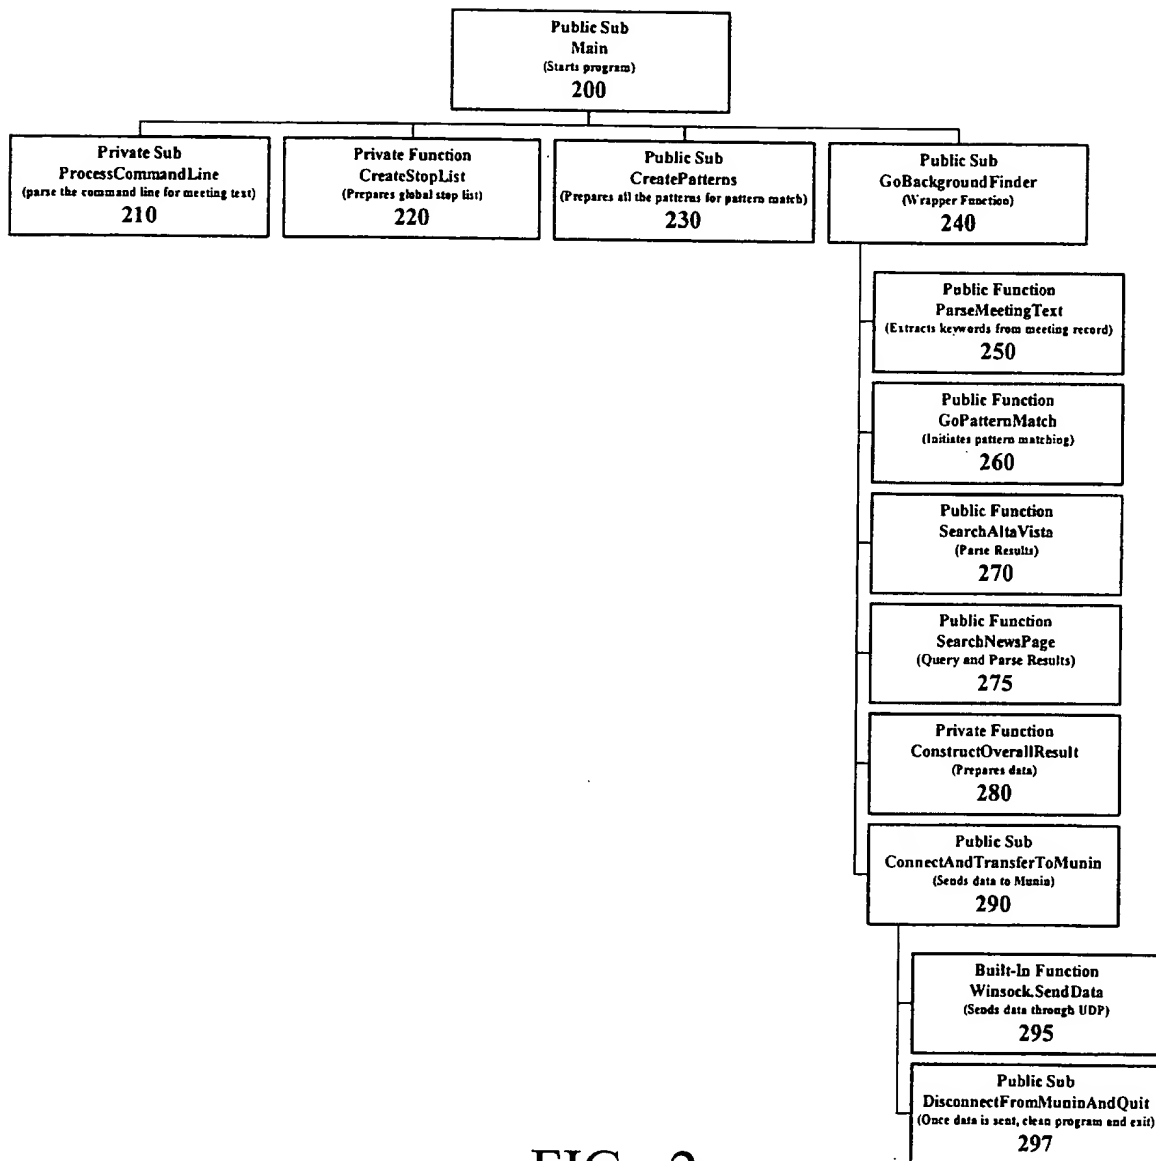 Public Sub
Main
(Starts program)
200
Private Sub
ProcessCommandLine
(parse the command line for meeting text)
210
Private Function
CreateStopList
(Prepares global stop list)
220
Public Sub
CreatePatterns
(Prepares all the patterns for pattern match)
230
Public Sub
GoBackgroundFinder
(Wrapper Function)
240
Public Function
ParseMeetingText
(Extracts keywords from meeting record)
250
Public Function
GoPatternMatch
(Initiates pattern matching)
260
Public Function
SearchAltaVista
(Parse Results)
270
Public Function
SearchNewsPage
(Query and Parse Results)
275
Private Function
ConstructOverallResult
(Prepares data)
280
Public Sub
ConnectAndTransferToMunin
(Sends data to Munin)
290
Built-In Function
Winsock.SendData
(Sends data through UDP)
295
Public Sub
DisconnectFromMuninAndQuit
(Once data is sent, clean program and exit)
297
FIG. 2